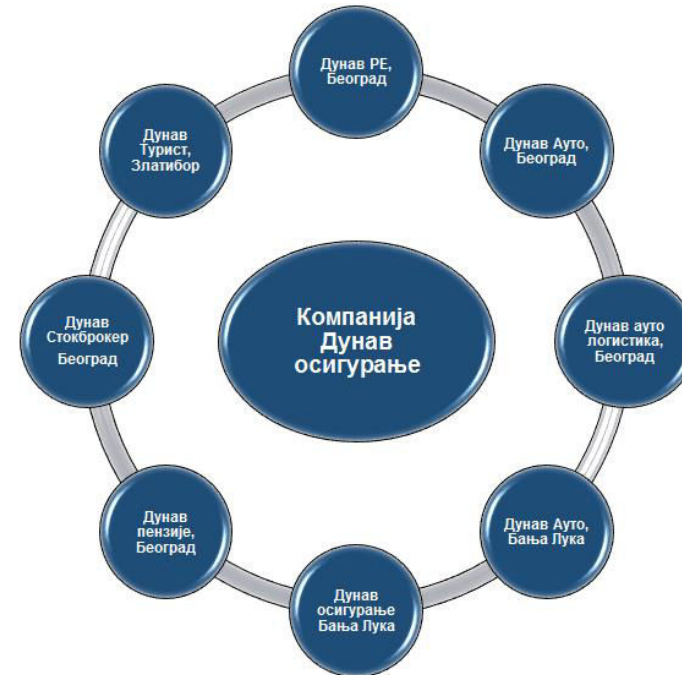 Дунав РЕ,
Београд
Дунав Ауто,
Београд
Дунав ауто
логистика,
Београд
Дунав Ауто,
Бања Лука
Дунав
осигурање
Бања Лука
Дунав
пензије,
Београд
Дунав
Стокброкер
Београд
Дунав
Турист,
Златибор
Компанија
Дунав
осигурање